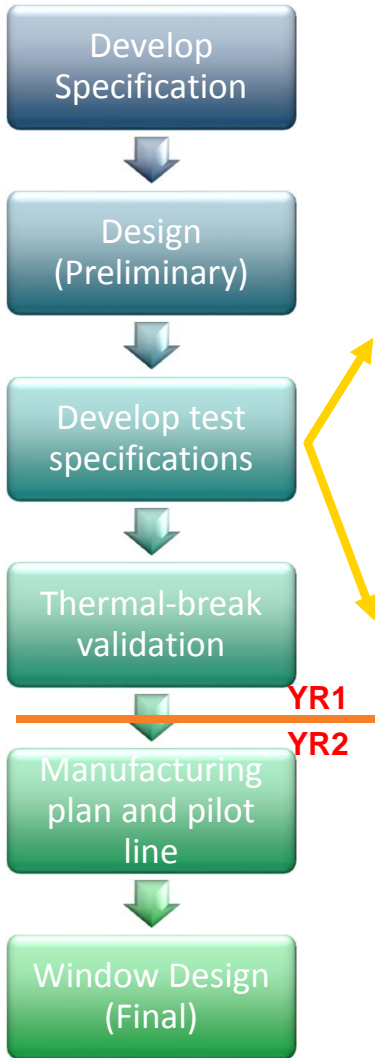 Develop
Specification
Design
(Preliminary)
Develop test
specifications
Thermal-break
validation
YR1
YR2
Manufacturing
plan and pilot
line
Window Design
(Final)